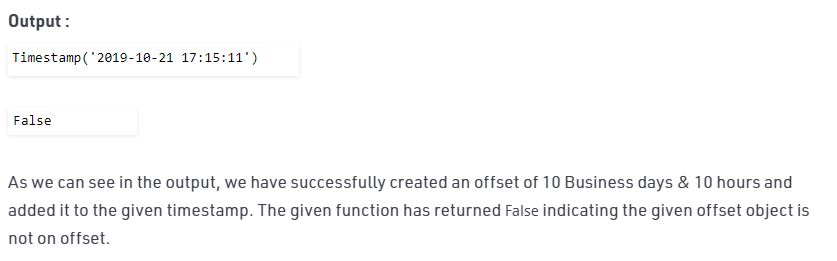 Output :
Timestamp('2019-10-21 17:15:11')
False
As we can see in the output, we have successfully created an offset of 10 Business days & 10 hours and
added it to the given timestamp. The given function has returned False indicating the given offset object is
not on offset.